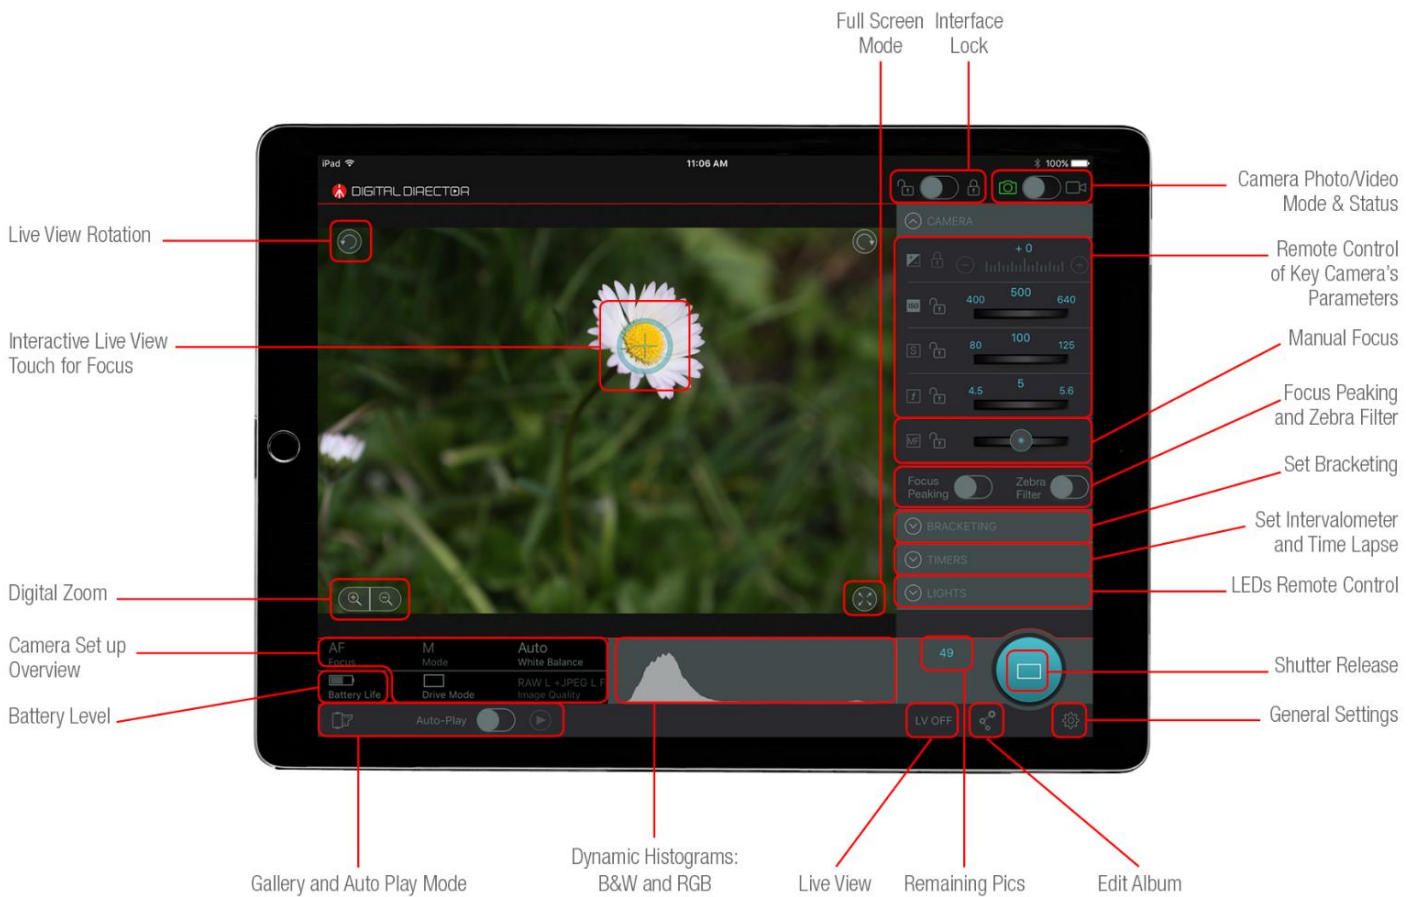 Full Screen
Mode
Interface
Lock
iPad
11:06 AM
100%
DIGITAL DIRECTOR
Camera Photo/Video
Mode & Status
Live View Rotation
CAMERA
Remote Control
of Key Camera's
Parameters
+ 0
ISO
400
500
640
Interactive Live View
Touch for Focus
Manual Focus
S
80
100
125
f
4.5
5
5.6
Focus Peaking
and Zebra Filter
MF
Set Bracketing
Focus
Peaking
Zebra
Filter
BRACKETING
Set Intervalometer
and Time Lapse
TIMERS
Digital Zoom
LIGHTS
LEDs Remote Control
Camera Set up
Overview
AF
Focus
M
Mode
Auto
White Balance
49
Shutter Release
Battery Life
Drive Mode
RAW L +JPEG L F
Image Quality
Battery Level
Auto-Play
LV OFF
General Settings
Gallery and Auto Play Mode
Dynamic Histograms:
B&W and RGB
Live View
Remaining Pics
Edit Album